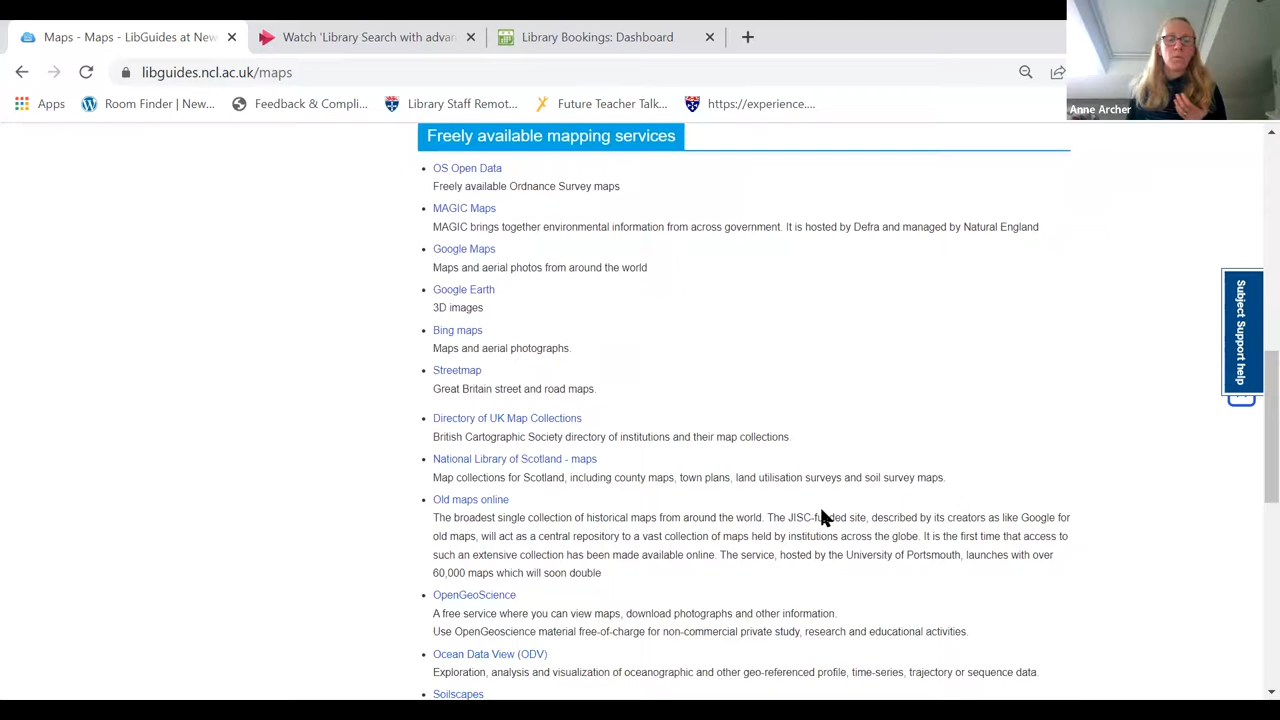 Maps - Maps - LibGuides at New
Watch 'Library Search with advan
Library Bookings: Dashboard
libguides.ncl.ac.uk/maps
Apps
Room Finder | New...
Feedback & Compli...
Library Staff Remot...
Future Teacher Talk...
https://experience....
Anne Archer
Freely available mapping services
OS Open Data
Freely available Ordnance Survey maps
MAGIC Maps
MAGIC brings together environmental information from across government. It is hosted by Defra and managed by Natural England
Google Maps
Maps and aerial photos from around the world
Google Earth
3D images
Bing maps
Maps and aerial photographs.
Streetmap
Great Britain street and road maps.
Directory of UK Map Collections
British Cartographic Society directory of institutions and their map collections
National Library of Scotland - maps
Map collections for Scotland, including county maps, town plans, land utilisation surveys and soil survey maps.
Old maps online
The broadest single collection of historical maps from around the world. The JISC-funded site, described by its creators as like Google for
old maps, will act as a central repository to a vast collection of maps held by institutions across the globe. It is the first time that access to
such an extensive collection has been made available online. The service, hosted by the University of Portsmouth, launches with over
60,000 maps which will soon double
OpenGeoScience
A free service where you can view maps, download photographs and other information.
Use OpenGeoscience material free-of-charge for non-commercial private study, research and educational activities.
Ocean Data View (ODV)
Exploration, analysis and visualization of oceanographic and other geo-referenced profile, time-series, trajectory or sequence data.
Soilscapes
Subject Support help